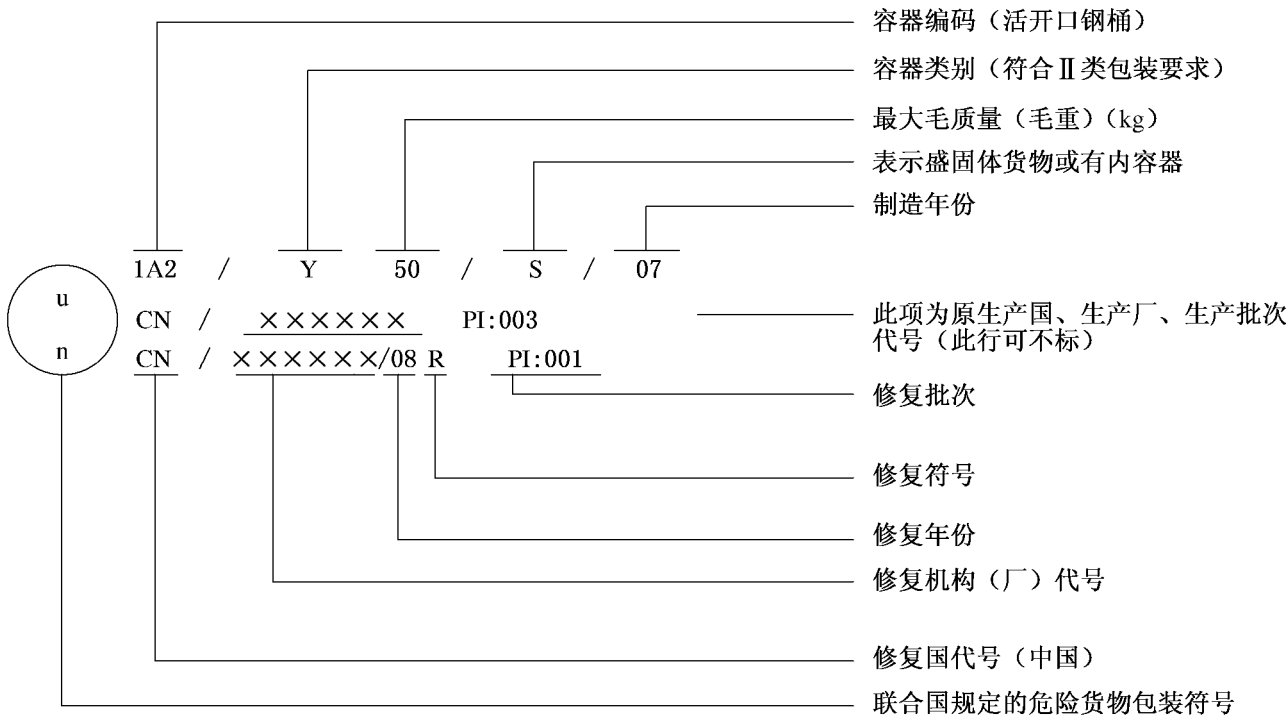 容器编码（活开口钢桶）
容器类别（符合Ⅱ类包装要求）
最大毛质量（毛重）（kg）
表示盛固体货物或有内容器
制造年份
1A2 / Y 50 / S / 07
u
n
CN / ×××××× PI:003
此项为原生产国、生产厂、生产批次
代号（此行可不标）
CN / ××××××/08 R PI:001
修复批次
修复符号
修复年份
修复机构（厂）代号
修复国代号（中国）
联合国规定的危险货物包装符号